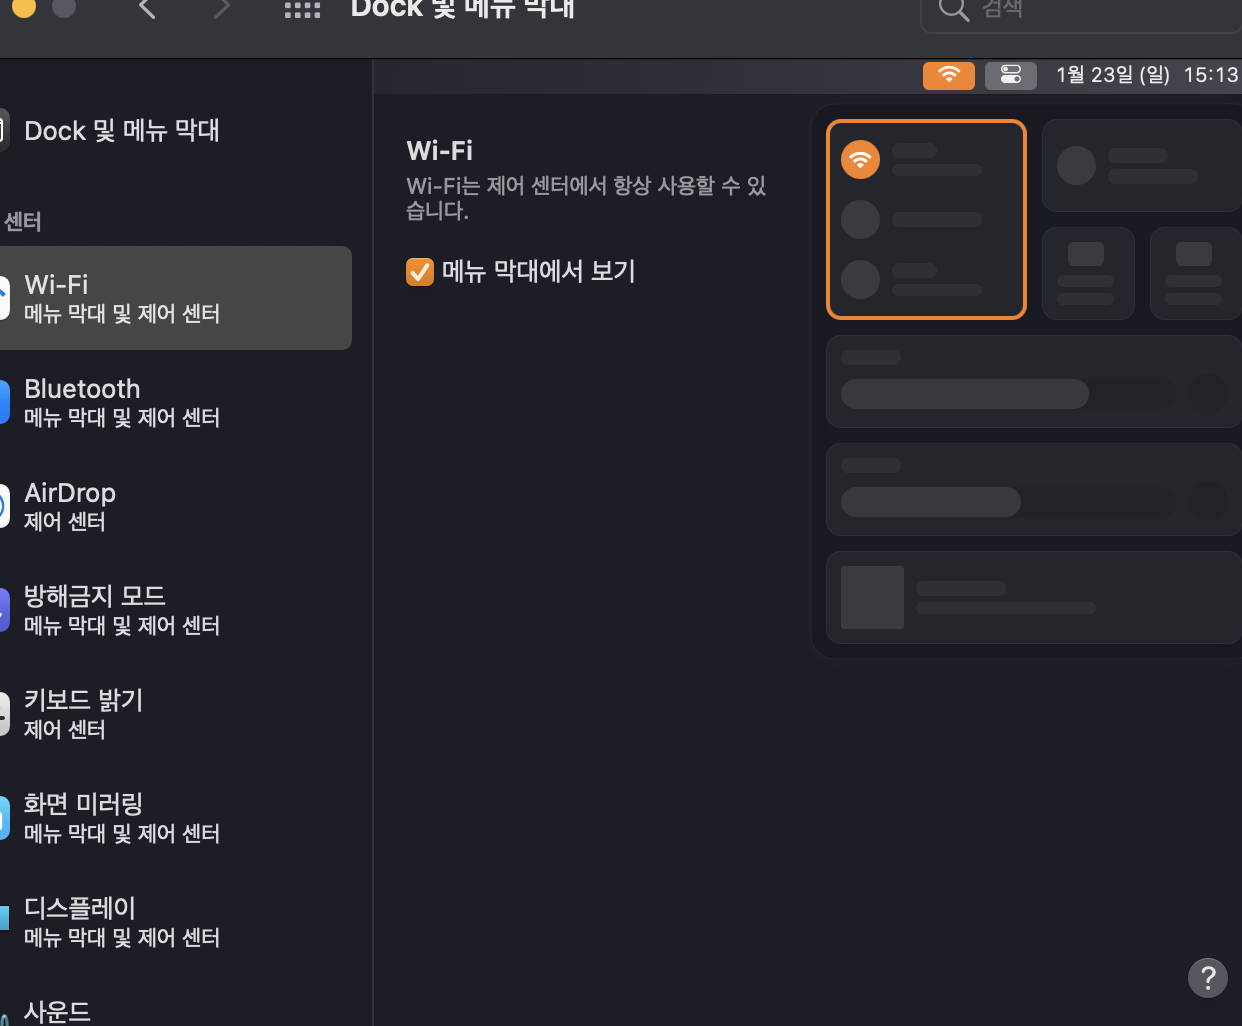 Dock 및 메뉴 막대
검색
1월 23일 (일) 15:13
Dock 및 메뉴 막대
센터
Wi-Fi
메뉴 막대 및 제어 센터
Bluetooth
메뉴 막대 및 제어 센터
AirDrop
제어 센터
방해금지 모드
메뉴 막대 및 제어 센터
키보드 밝기
제어 센터
화면 미러링
메뉴 막대 및 제어 센터
디스플레이
메뉴 막대 및 제어 센터
사운드
Wi-Fi
Wi-Fi는 제어 센터에서 항상 사용할 수 있
습니다.
메뉴 막대에서 보기
?